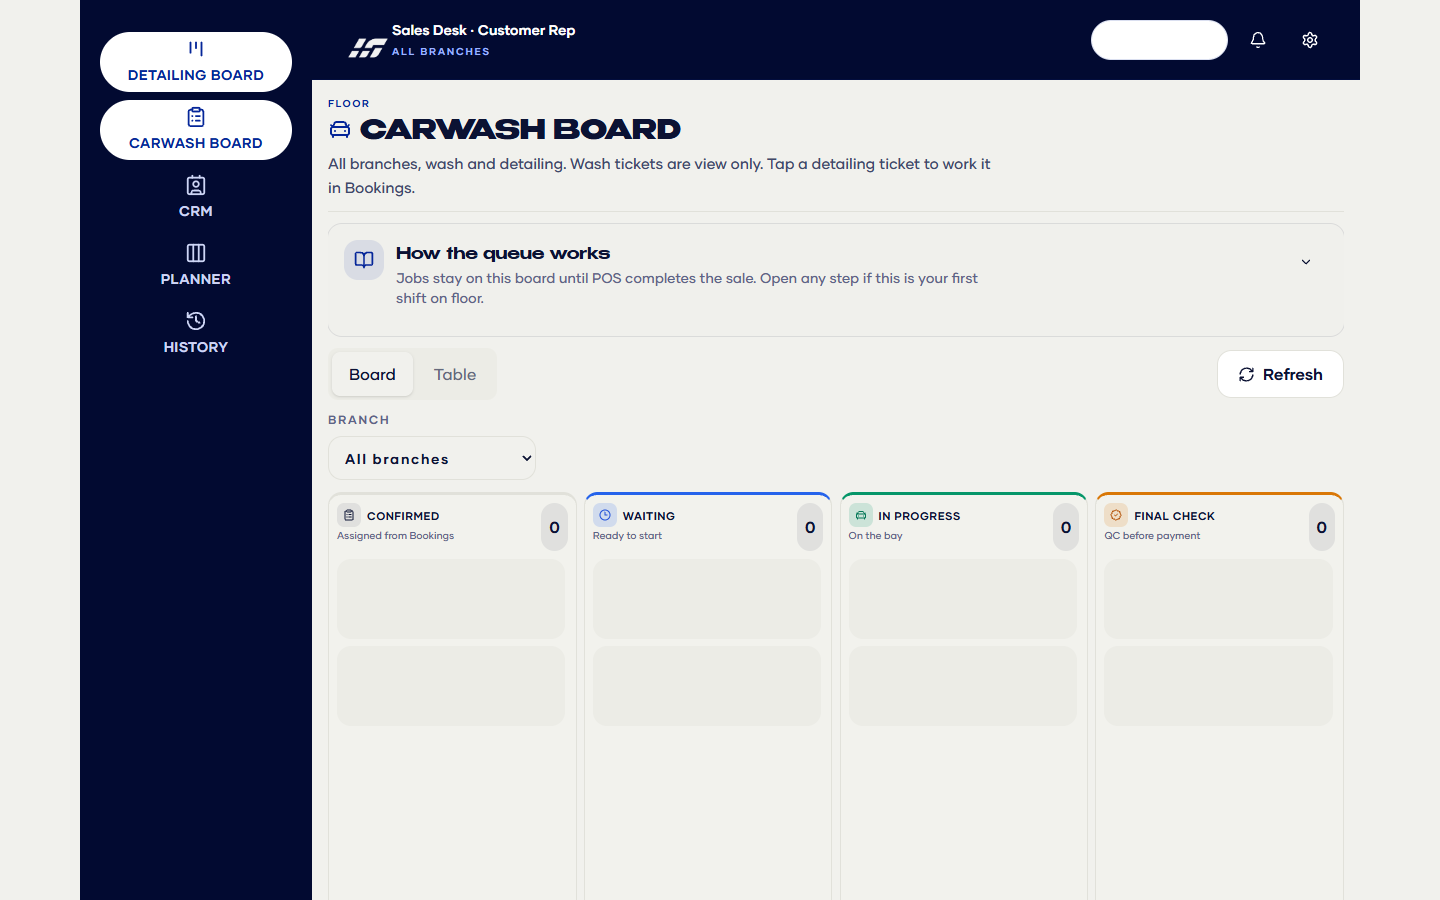 DETAILING BOARD
CARWASH BOARD
CRM
PLANNER
HISTORY
Sales Desk · Customer Rep
ALL BRANCHES
FLOOR
CARWASH BOARD
All branches, wash and detailing. Wash tickets are view only. Tap a detailing ticket to work it
in Bookings.
How the queue works
Jobs stay on this board until POS completes the sale. Open any step if this is your first
shift on floor.
Board
Table
Refresh
BRANCH
All branches
CONFIRMED
Assigned from Bookings
0
WAITING
Ready to start
0
IN PROGRESS
On the bay
0
FINAL CHECK
QC before payment
0